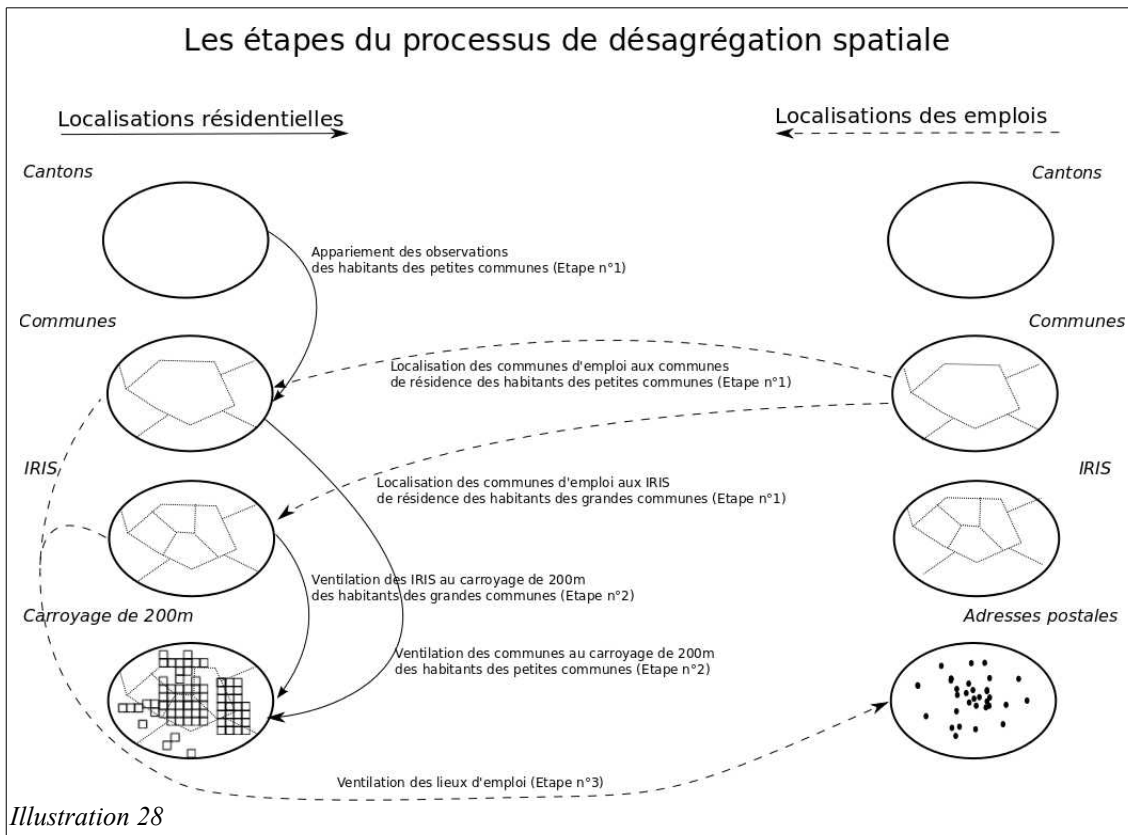 Les étapes du processus de désagrégation spatiale
Localisations résidentielles
Localisations des emplois
Cantons
Cantons
Appariement des observations
des habitants des petites communes (Etape n°1)
Communes
Communes
Localisation des communes d'emploi aux communes
de résidence des habitants des petites communes (Etape n°1)
IRIS
IRIS
Localisation des communes d'emploi aux IRIS
de résidence des habitants des grandes communes (Etape n°1)
Ventilation des IRIS au carroyage de 200m
des habitants des grandes communes (Etape n°2)
Carroyage de 200m
Adresses postales
Ventilation des communes au carroyage de 200m
des habitants des petites communes (Etape n°2)
Ventilation des lieux d'emploi (Etape n°3)
Illustration 28